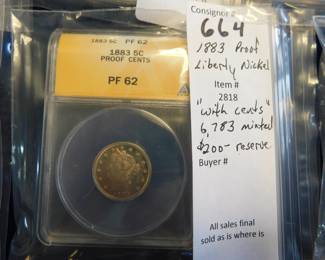 1883 5C PF 62
1883 5C
PROOF CENTS
PF 62
Consignor #
664
1883 Proof
Liberty Nickel
Item #
2818
"with cents"
6,783 minted
$200- reserve
Buyer #
All sales final
sold as is where is